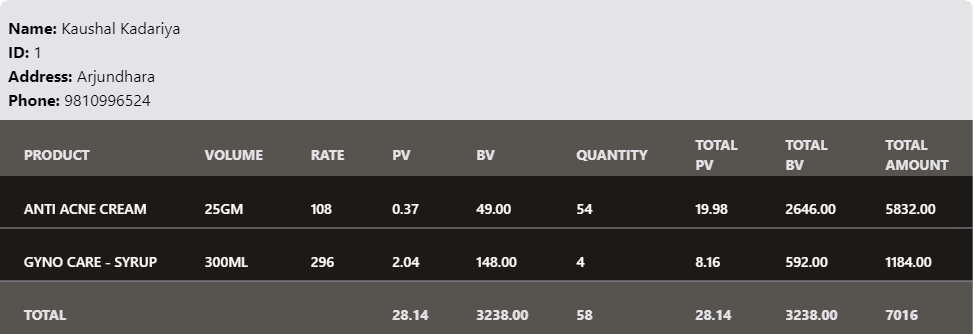 Name: Kaushal Kadariya
ID: 1
Address: Arjundhara
Phone: 9810996524
PRODUCT VOLUME RATE PV BV QUANTITY TOTAL PV TOTAL BV TOTAL AMOUNT
ANTI ACNE CREAM 25GM 108 0.37 49.00 54 19.98 2646.00 5832.00
GYNO CARE - SYRUP 300ML 296 2.04 148.00 4 8.16 592.00 1184.00
TOTAL 28.14 3238.00 58 28.14 3238.00 7016